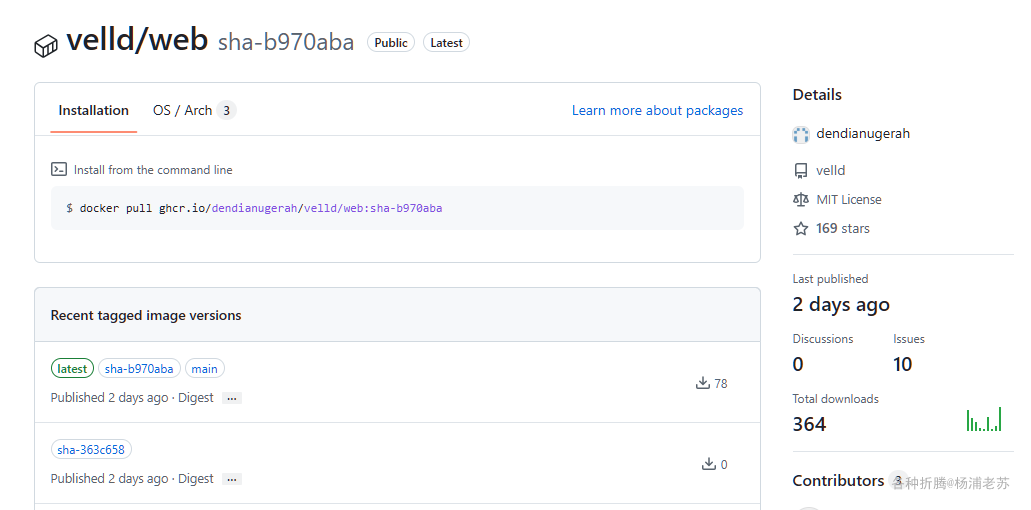 velld/web sha-b970aba Public Latest
Installation OS / Arch 3 Learn more about packages
Install from the command line
$ docker pull ghcr.io/dendianugerah/velld/web:sha-b970aba
Recent tagged image versions
latest sha-b970aba main
Published 2 days ago · Digest ...
78
sha-363c658
Published 2 days ago · Digest ...
0
Details
dendianugerah
velld
MIT License
169 stars
Last published
2 days ago
Discussions Issues
0 10
Total downloads
364
Contributors 3
各种折腾@杨浦老苏